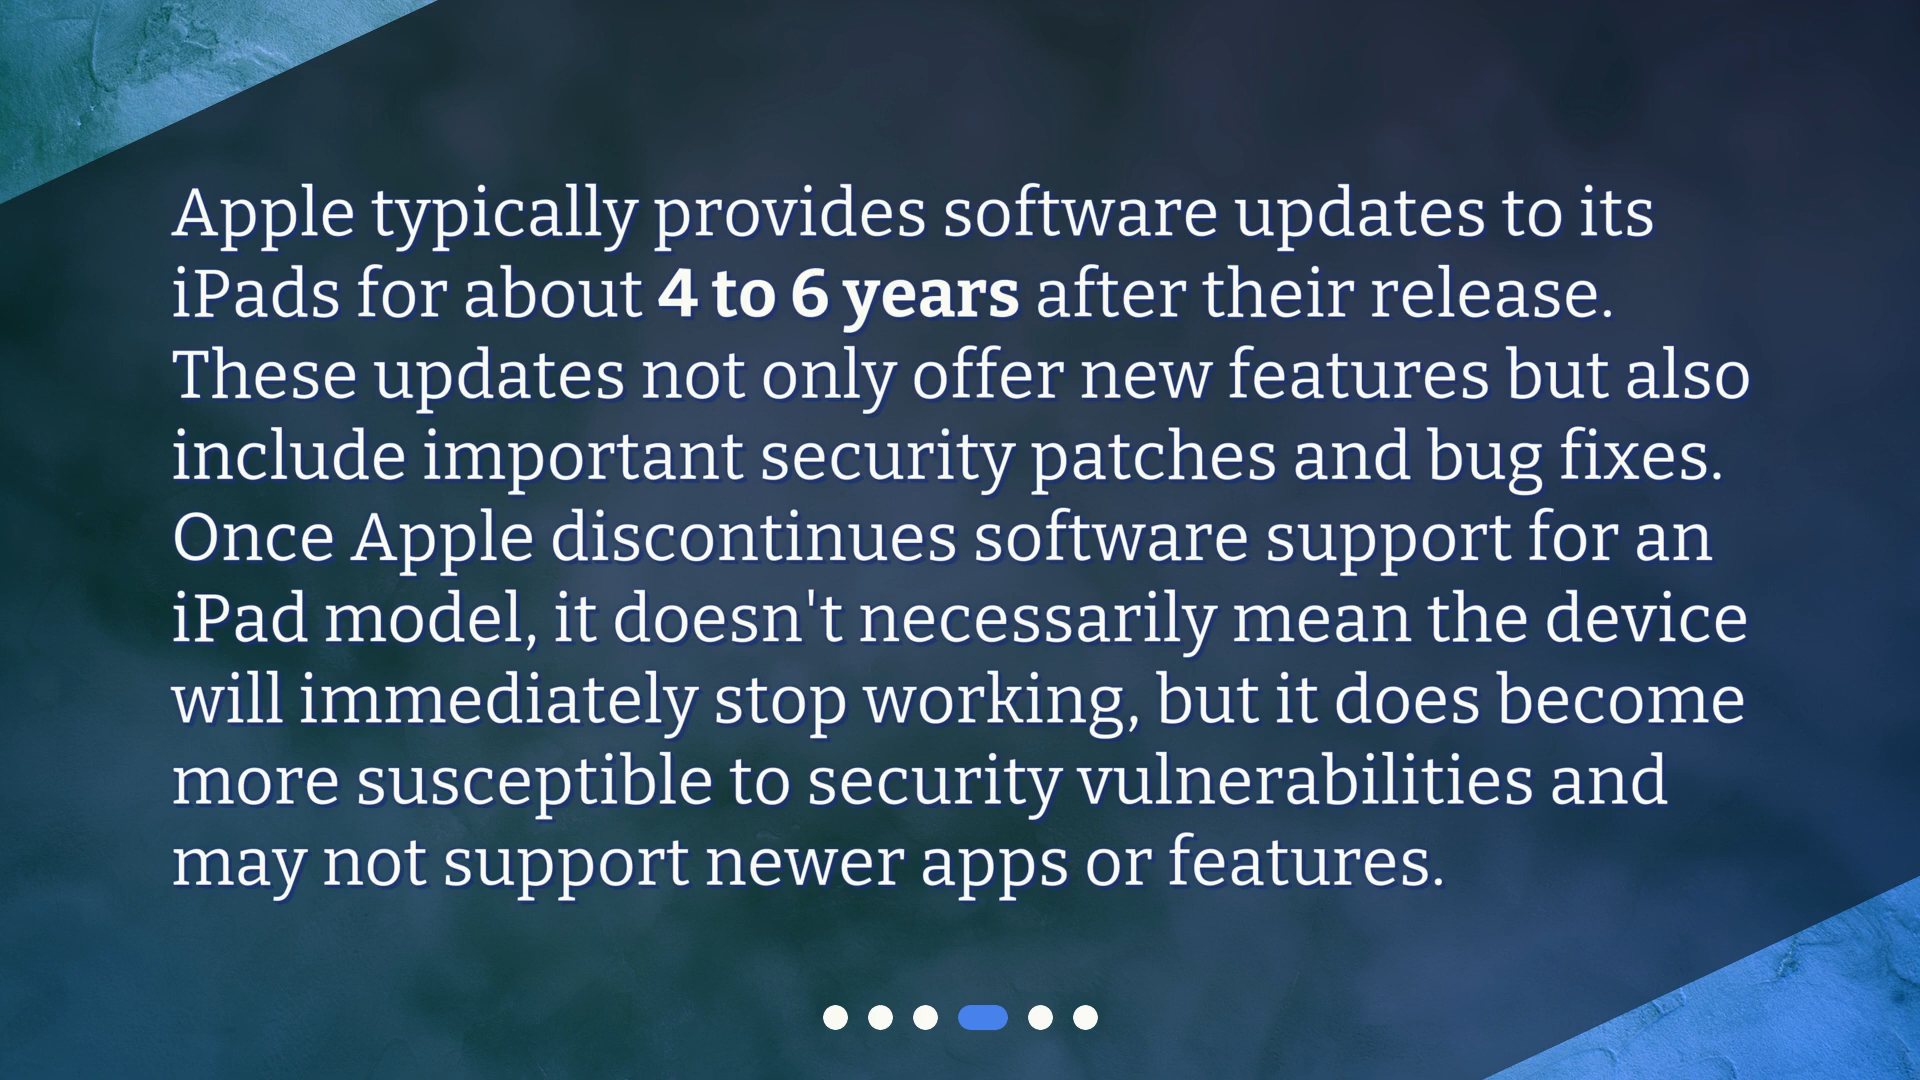 Apple typically provides software updates to its
iPads for about 4 to 6 years after their release.
These updates not only offer new features but also
include important security patches and bug fixes.
Once Apple discontinues software support for an
iPad model, it doesn't necessarily mean the device
will immediately stop working, but it does become
more susceptible to security vulnerabilities and
may not support newer apps or features.